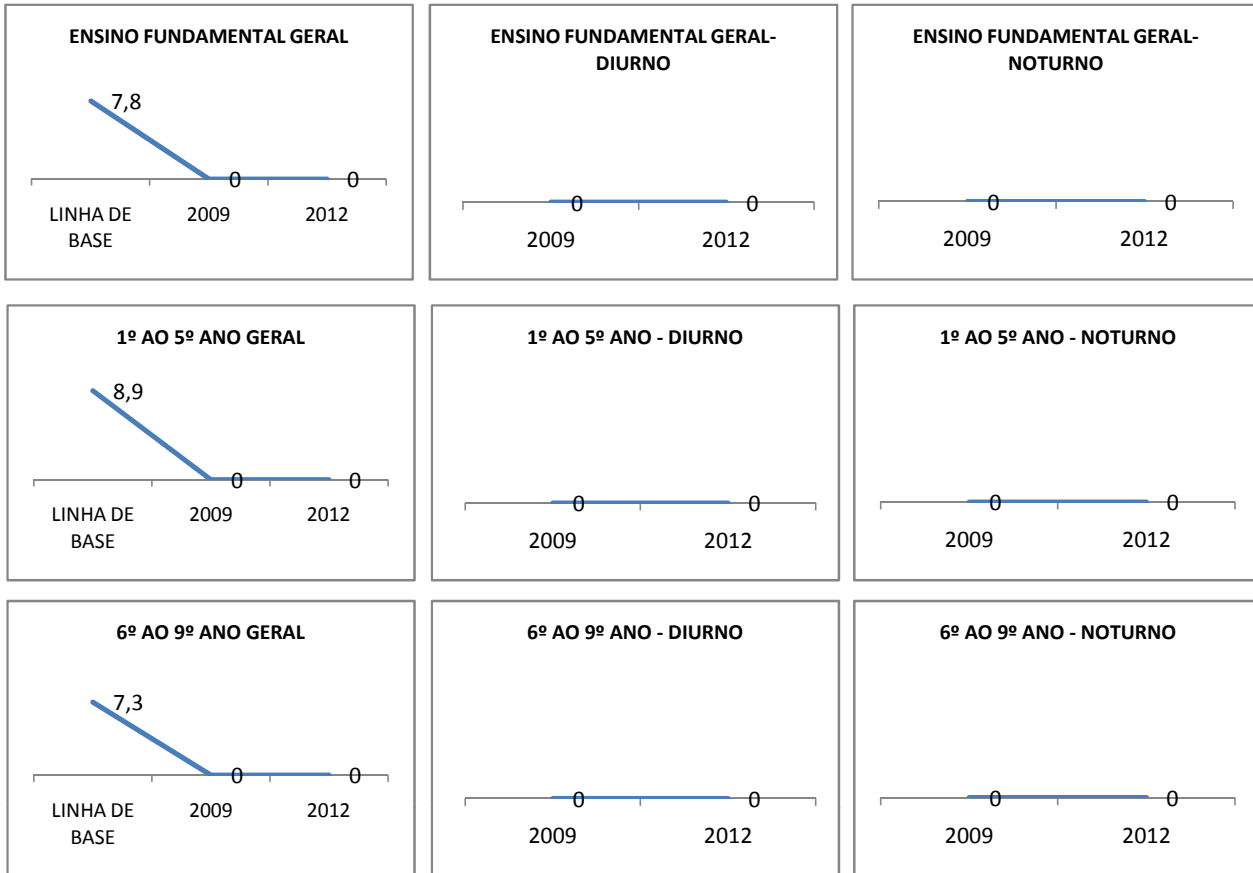 ENSINO FUNDAMENTAL GERAL
7,8
0
0
LINHA DE
BASE
2009
2012
ENSINO FUNDAMENTAL GERAL-
DIURNO
0
0
2009
2012
ENSINO FUNDAMENTAL GERAL-
NOTURNO
0
0
2009
2012
1º AO 5º ANO GERAL
8,9
0
0
LINHA DE
BASE
2009
2012
1º AO 5º ANO - DIURNO
0
0
2009
2012
1º AO 5º ANO - NOTURNO
0
0
2009
2012
6º AO 9º ANO GERAL
7,3
0
0
LINHA DE
BASE
2009
2012
6º AO 9º ANO - DIURNO
0
0
2009
2012
6º AO 9º ANO - NOTURNO
0
0
2009
2012